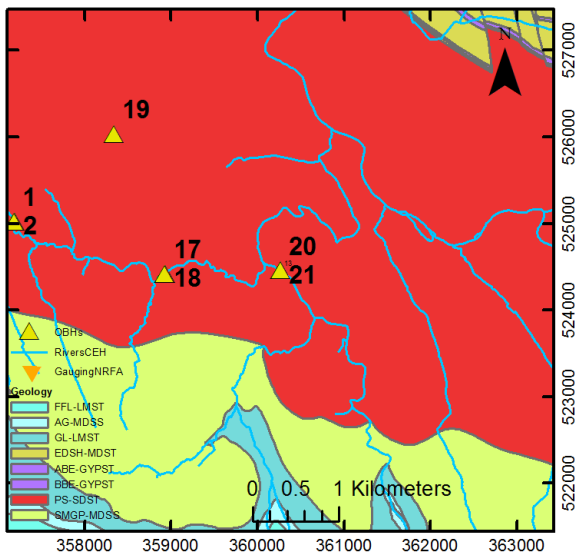 N
19
1
2
17
18
20
13
21
OBHs
RiversCEH
GaugingNRFA
Geology
FFL-LMST
AG-MDSS
GL-LMST
EDSH-MDST
ABE-GYPST
BBE-GYPST
PS-SDST
SMGP-MDSS
0 0.5 1 Kilometers
358000 359000 360000 361000 362000 363000
527000
526000
525000
524000
523000
522000